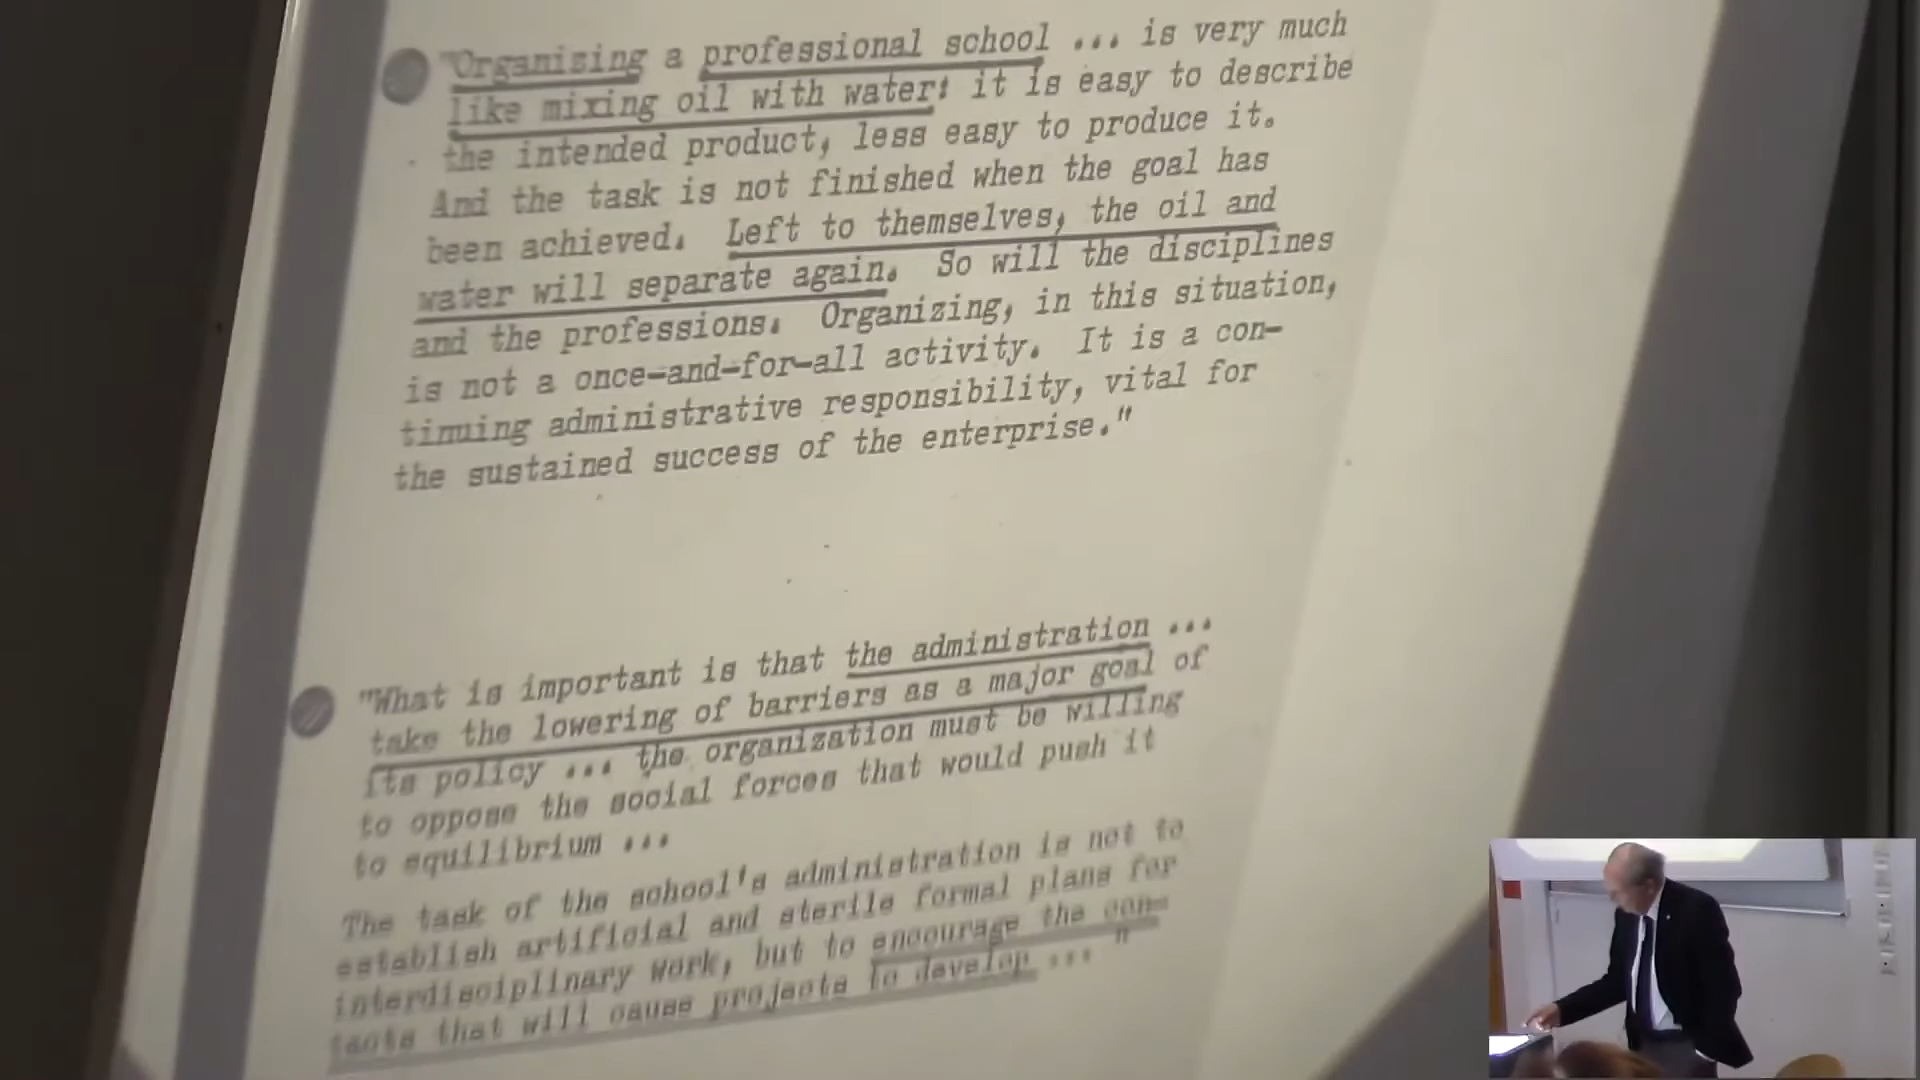 "Organizing a professional school ... is very much
like mixing oil with water: it is easy to describe
the intended product, less easy to produce it.
And the task is not finished when the goal has
been achieved. Left to themselves, the oil and
water will separate again. So will the disciplines
and the professions. Organizing, in this situation,
is not a once-and-for-all activity. It is a con-
tinuing administrative responsibility, vital for
the sustained success of the enterprise."
"What is important is that the administration ...
take the lowering of barriers as a major goal of
its policy ... the organization must be willing
to oppose the social forces that would push it
to equilibrium ...
The task of the school's administration is not to
establish artificial and sterile formal plans for
interdisciplinary work, but to encourage the con-
tacts that will cause projects to develop ... "